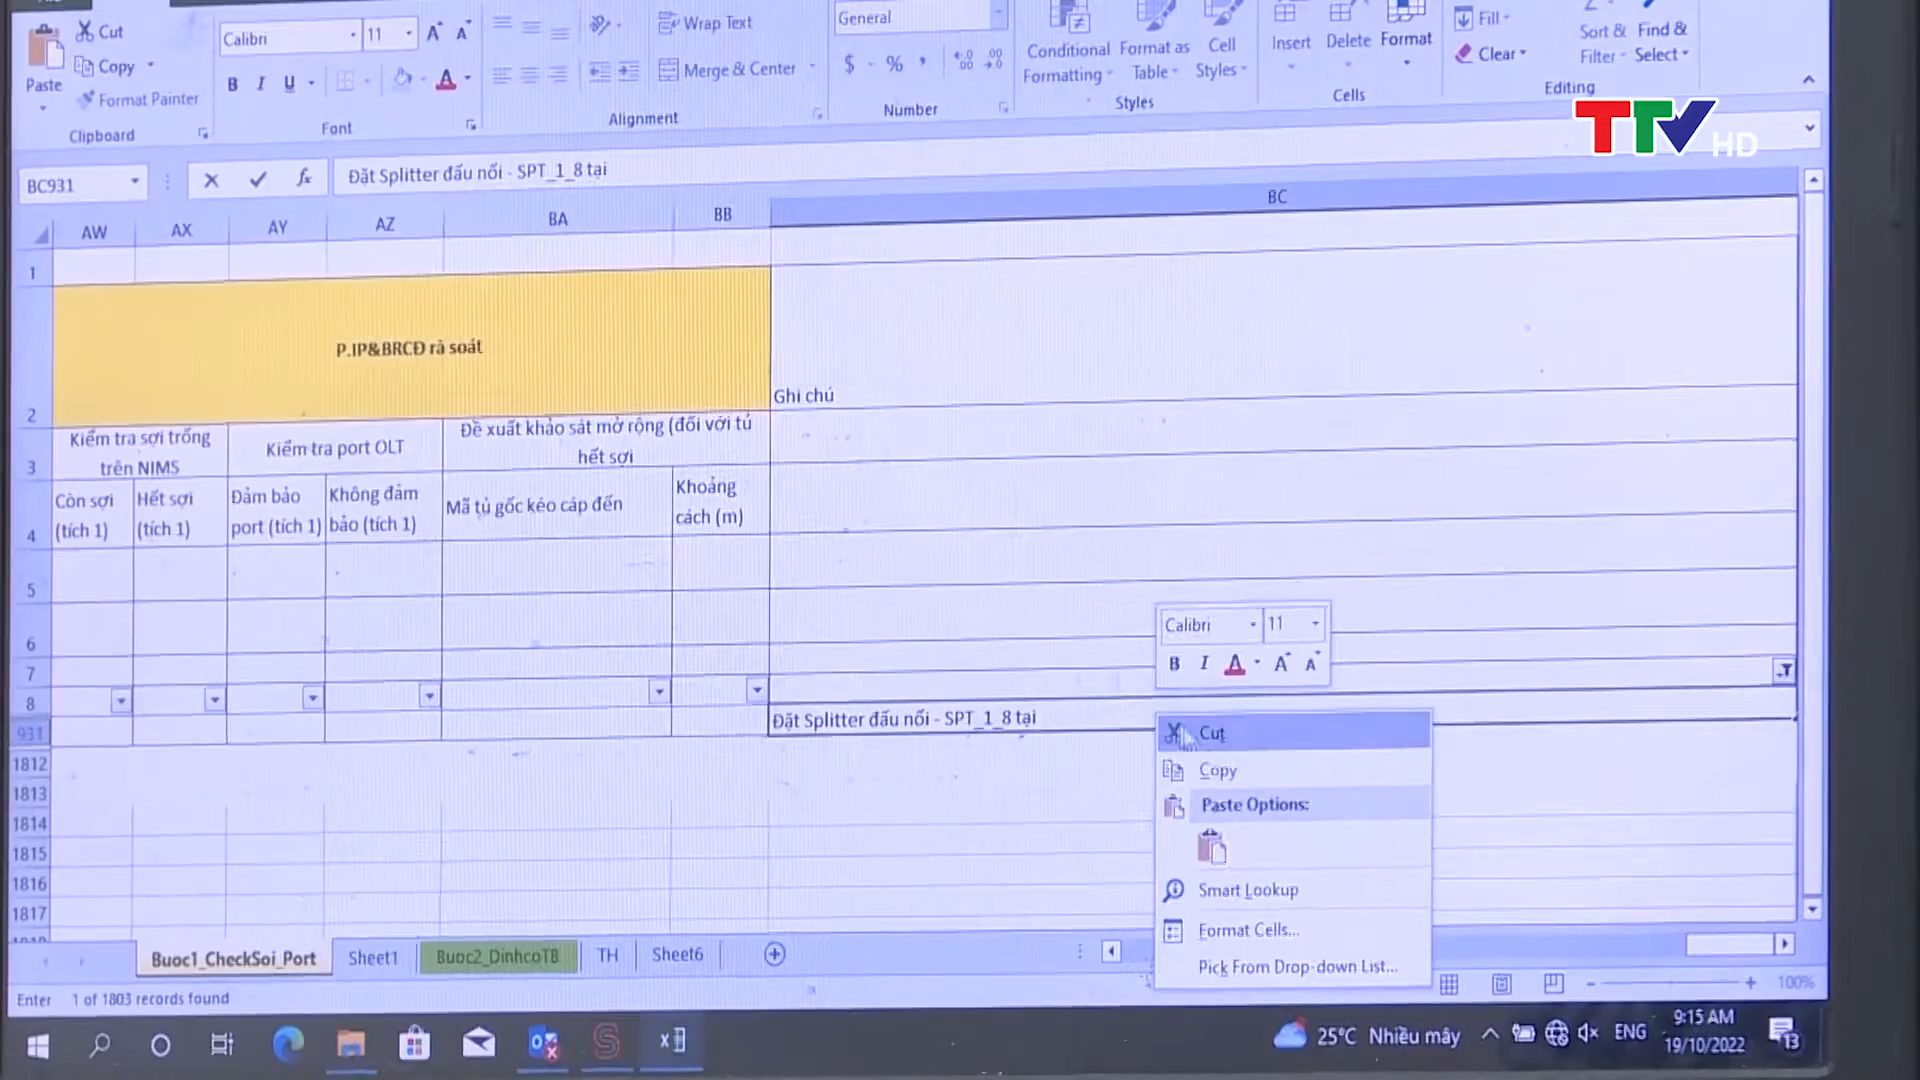 Cut
Copy
Paste
Format Painter
Clipboard
Calibri
11
B I U
Font
Wrap Text
Merge & Center
Alignment
General
$ % ,
Number
Conditional Formatting
Format as Table
Cell Styles
Styles
Insert
Delete
Format
Cells
Fill
Clear
Sort & Filter
Find & Select
Editing
TTV HD
BC931
fx
Đặt Splitter đấu nối - SPT_1_8 tại
AW AX AY AZ BA BB BC
1
P.IP&BRCĐ rà soát
Ghi chú
2
Kiểm tra sợi trống trên NIMS
Kiểm tra port OLT
Đề xuất khảo sát mở rộng (đối với tủ hết sợi
3
Còn sợi (tích 1)
Hết sợi (tích 1)
Đảm bảo port (tích 1)
Không đảm bảo (tích 1)
Mã tủ gốc kéo cáp đến
Khoảng cách (m)
4
5
6
7
8
931
Đặt Splitter đấu nối - SPT_1_8 tại
1812
1813
1814
1815
1816
1817
Calibri 11
B I A A A
Cut
Copy
Paste Options:
Smart Lookup
Format Cells...
Pick From Drop-down List...
Buoc1_CheckSoi_Port
Sheet1
Buoc2_DinhcoTB
TH
Sheet6
Enter 1 of 1803 records found
100%
25°C Nhiều mây
ENG
9:15 AM
19/10/2022
13